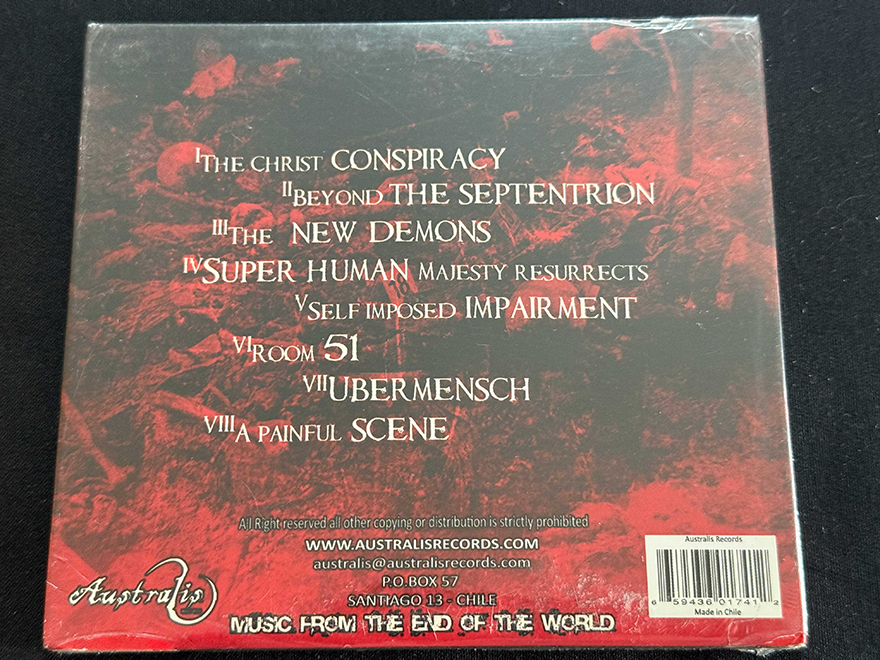 I THE CHRIST CONSPIRACY
II BEYOND THE SEPTENTRION
III THE NEW DEMONS
IV SUPER HUMAN MAJESTY RESURRECTS
V SELF IMPOSED IMPAIRMENT
VI ROOM 51
VII UBERMENSCH
VIII A PAINFUL SCENE
All Right reserved all other copying or distribution is strictly prohibited
WWW.AUSTRALISRECORDS.COM
australis@australisrecords.com
P.O.BOX 57
SANTIAGO 13 - CHILE
MUSIC FROM THE END OF THE WORLD
Australis
Australis Records
6 59436 01741 2
Made in Chile